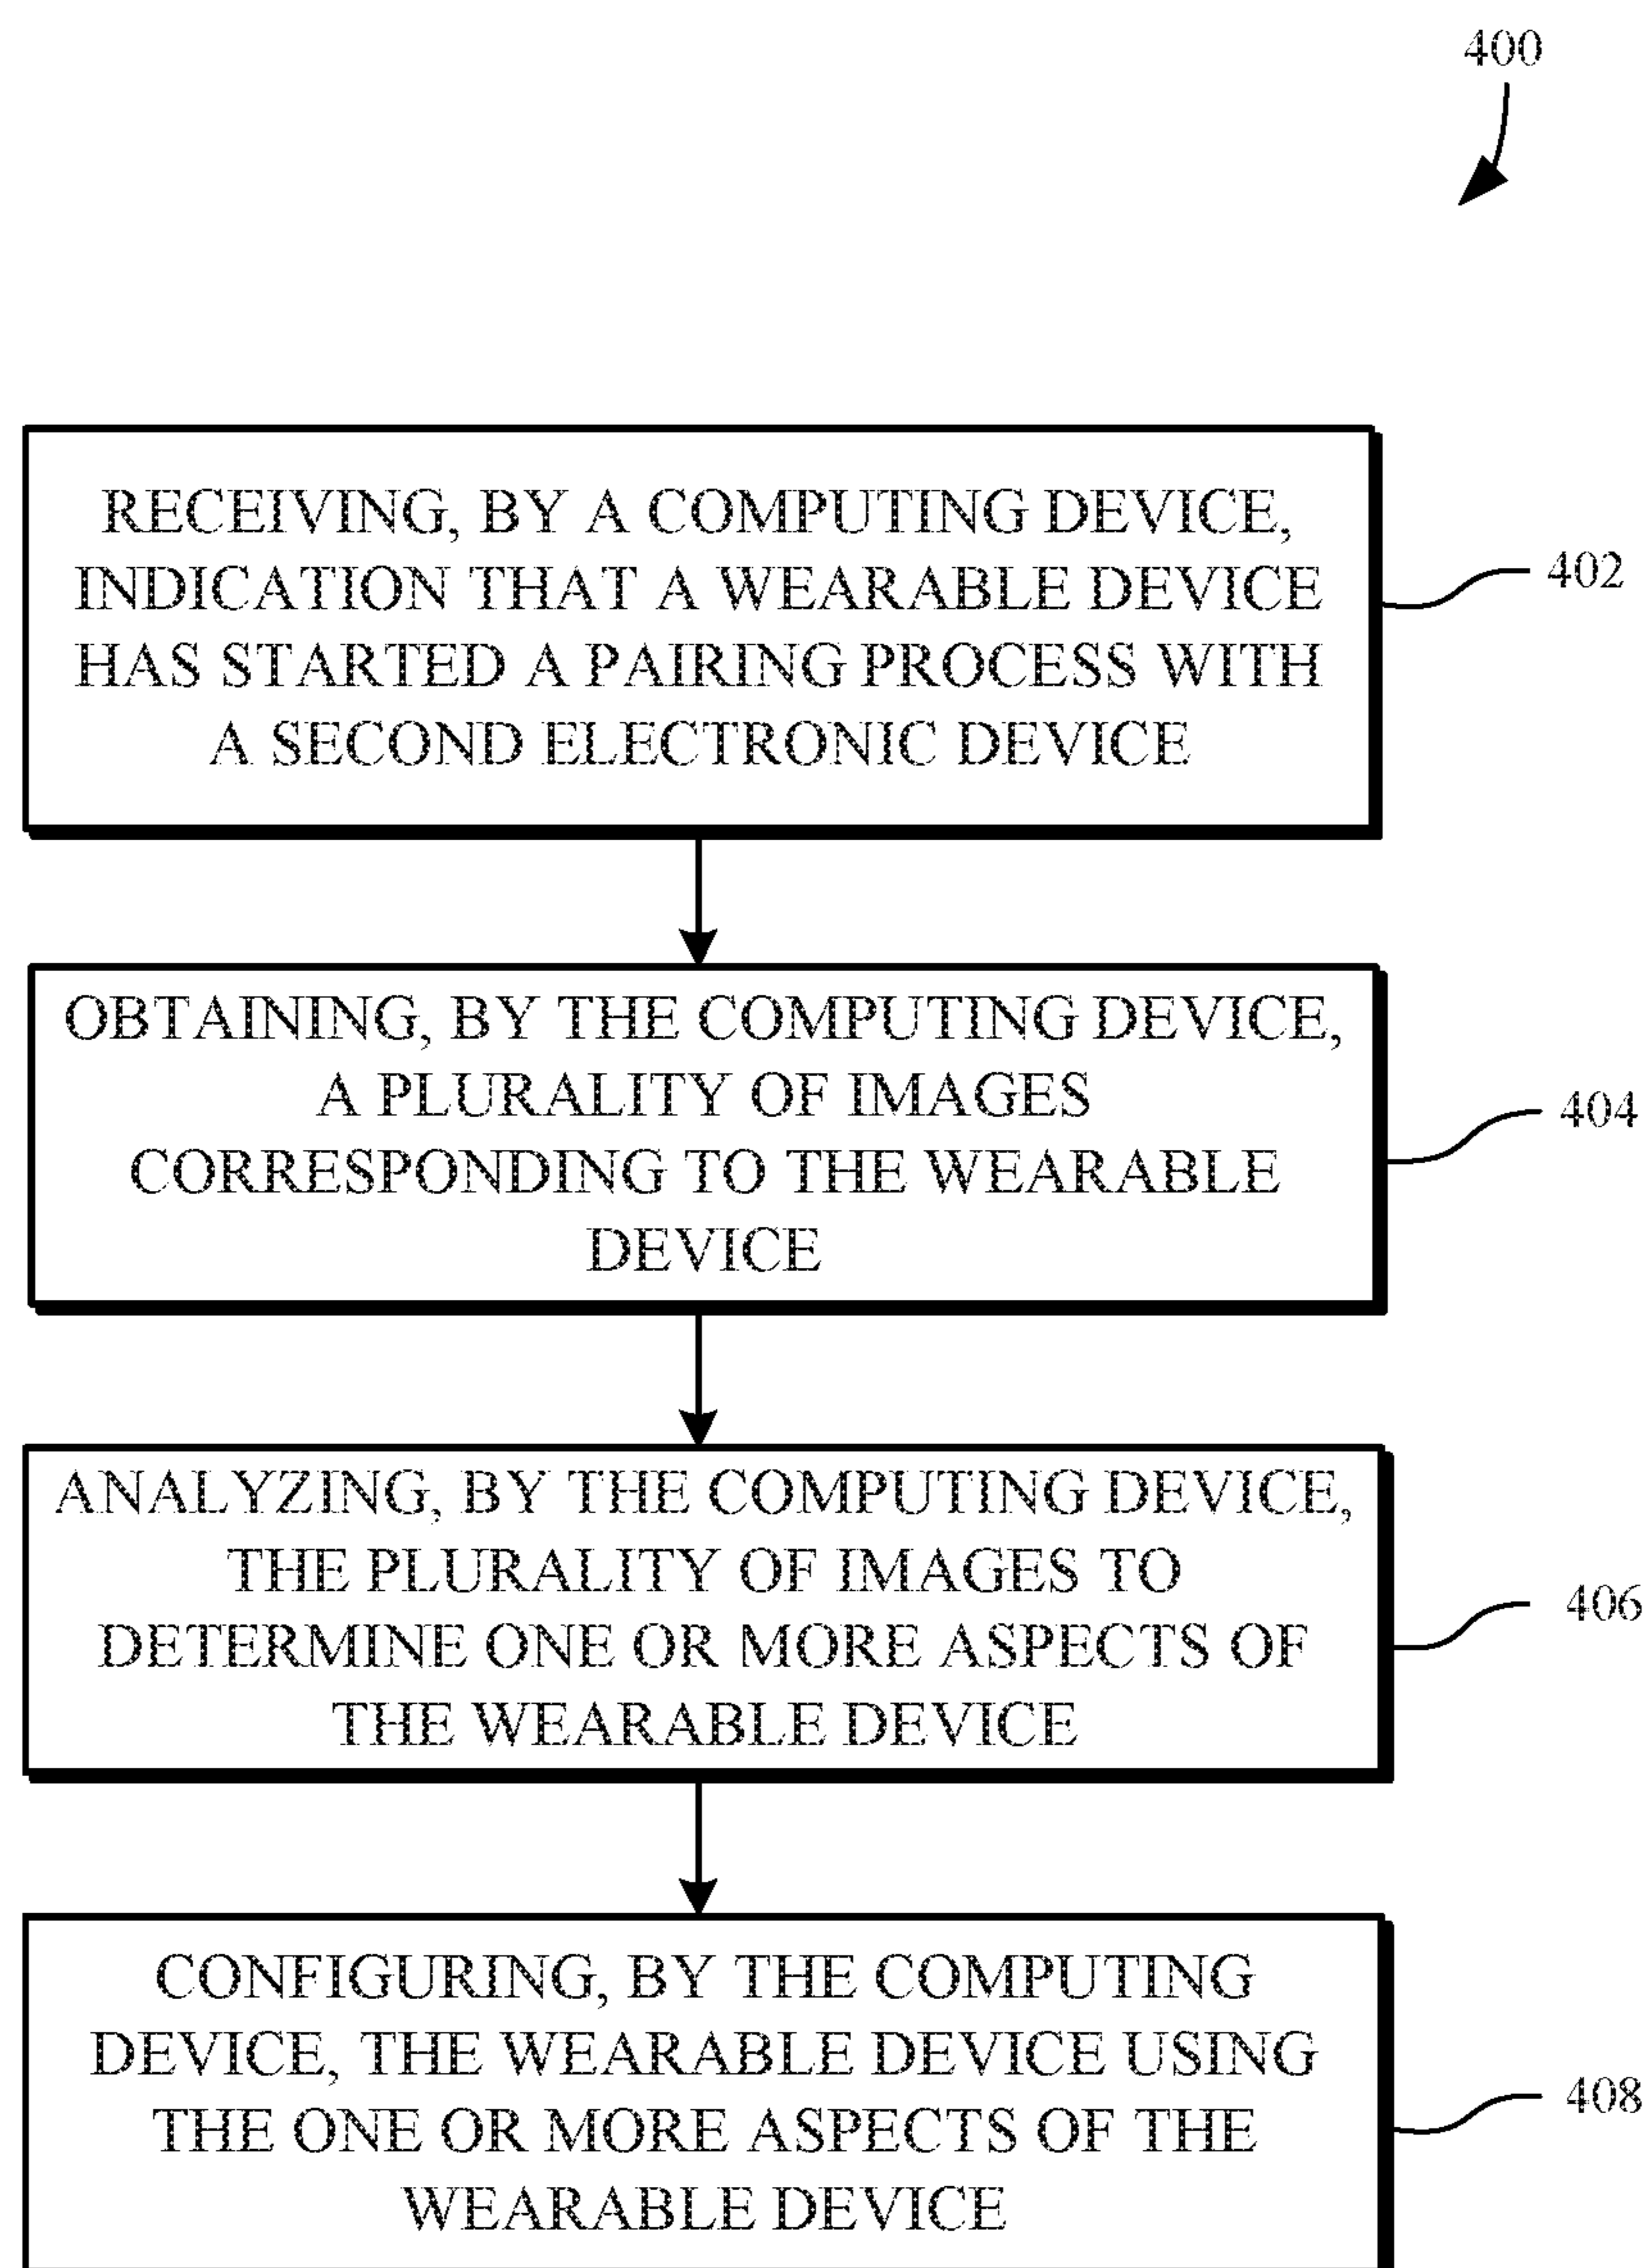 400
RECEIVING, BY A COMPUTING DEVICE,
INDICATION THAT A WEARABLE DEVICE
HAS STARTED A PAIRING PROCESS WITH
A SECOND ELECTRONIC DEVICE
402
OBTAINING, BY THE COMPUTING DEVICE,
A PLURALITY OF IMAGES
CORRESPONDING TO THE WEARABLE
DEVICE
404
ANALYZING, BY THE COMPUTING DEVICE,
THE PLURALITY OF IMAGES TO
DETERMINE ONE OR MORE ASPECTS OF
THE WEARABLE DEVICE
406
CONFIGURING, BY THE COMPUTING
DEVICE, THE WEARABLE DEVICE USING
THE ONE OR MORE ASPECTS OF THE
WEARABLE DEVICE
408